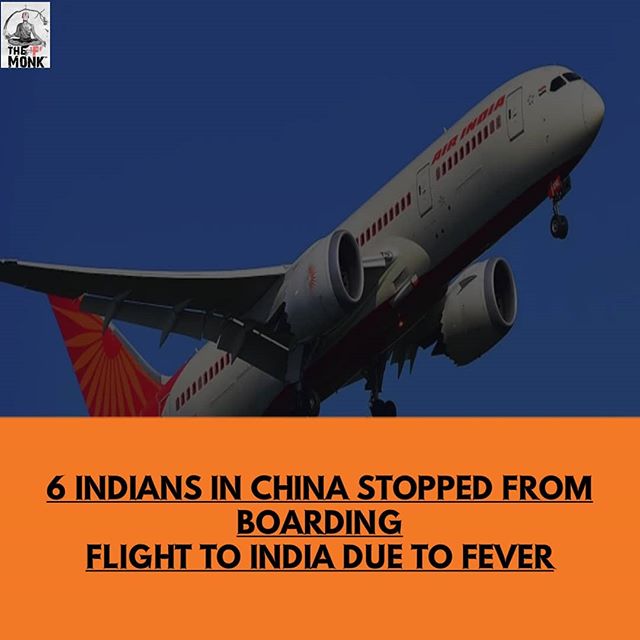 THE
MONK
AIR INDIA
6 INDIANS IN CHINA STOPPED FROM
BOARDING
FLIGHT TO INDIA DUE TO FEVER